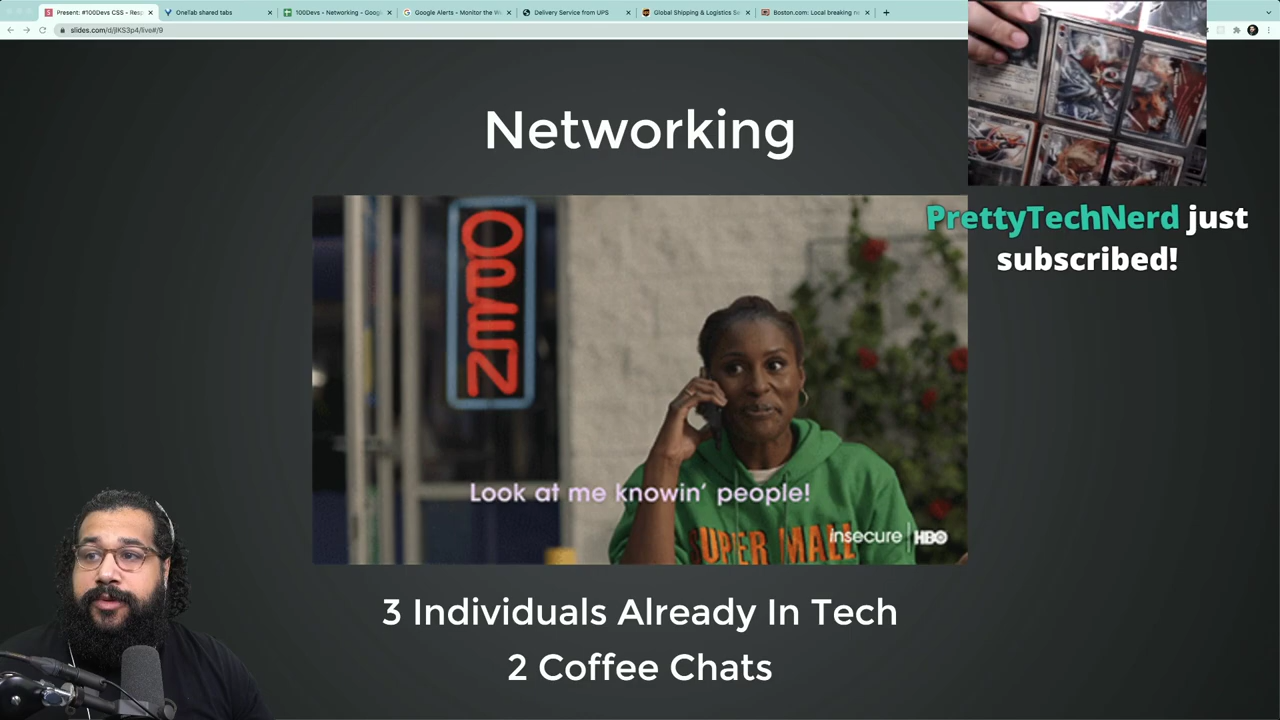 Present: #100Devs CSS - Resp
OneTab shared tabs
100Devs - Networking - Goog
Google Alerts - Monitor the W
Delivery Service from UPS
Global Shipping & Logistics Se
Boston.com: Local breaking n
slides.com/d/jIKS3p4/live#/9
Networking
PrettyTechNerd just
subscribed!
OPEN
Look at me knowin' people!
SUPER MALL
insecure HBO
3 Individuals Already In Tech
2 Coffee Chats